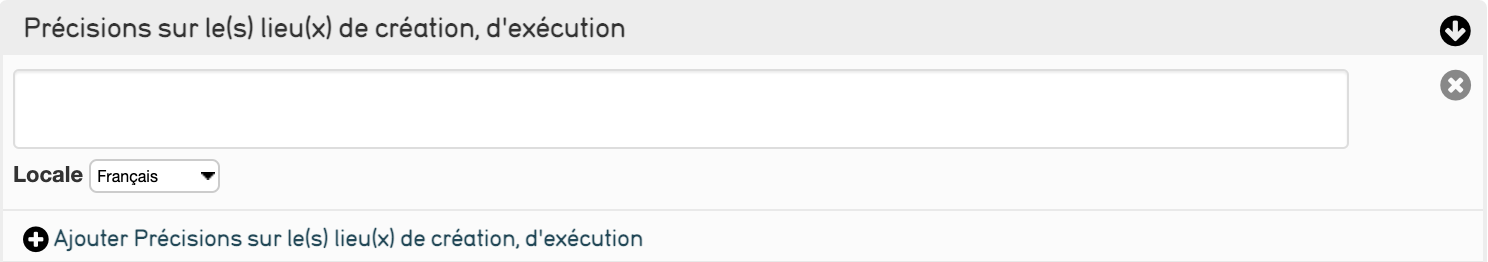 Précisions sur le(s) lieu(x) de création, d'exécution
Locale Français
Ajouter Précisions sur le(s) lieu(x) de création, d'exécution